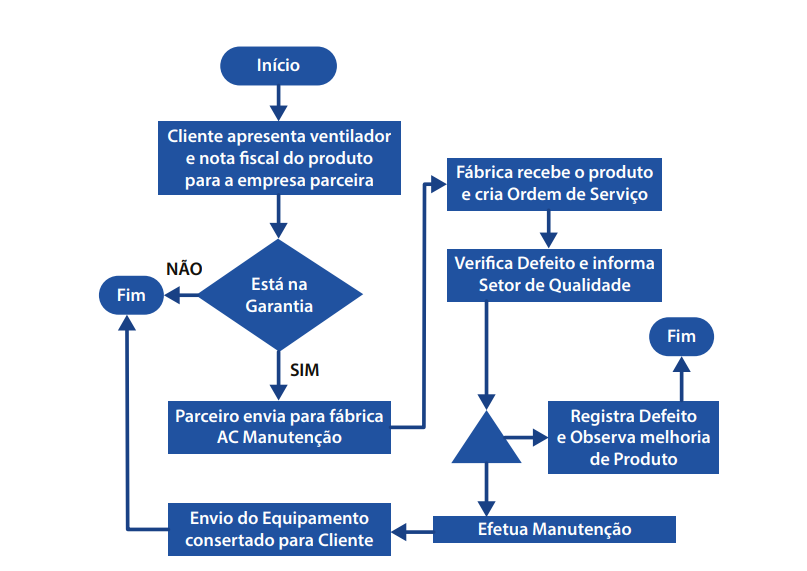 Início
Cliente apresenta ventilador
e nota fiscal do produto
para a empresa parceira
NÃO
Fim
Está na
Garantia
SIM
Parceiro envia para fábrica
AC Manutenção
Fábrica recebe o produto
e cria Ordem de Serviço
Verifica Defeito e informa
Setor de Qualidade
Fim
Registra Defeito
e Observa melhoria
de Produto
Efetua Manutenção
Envio do Equipamento
consertado para Cliente